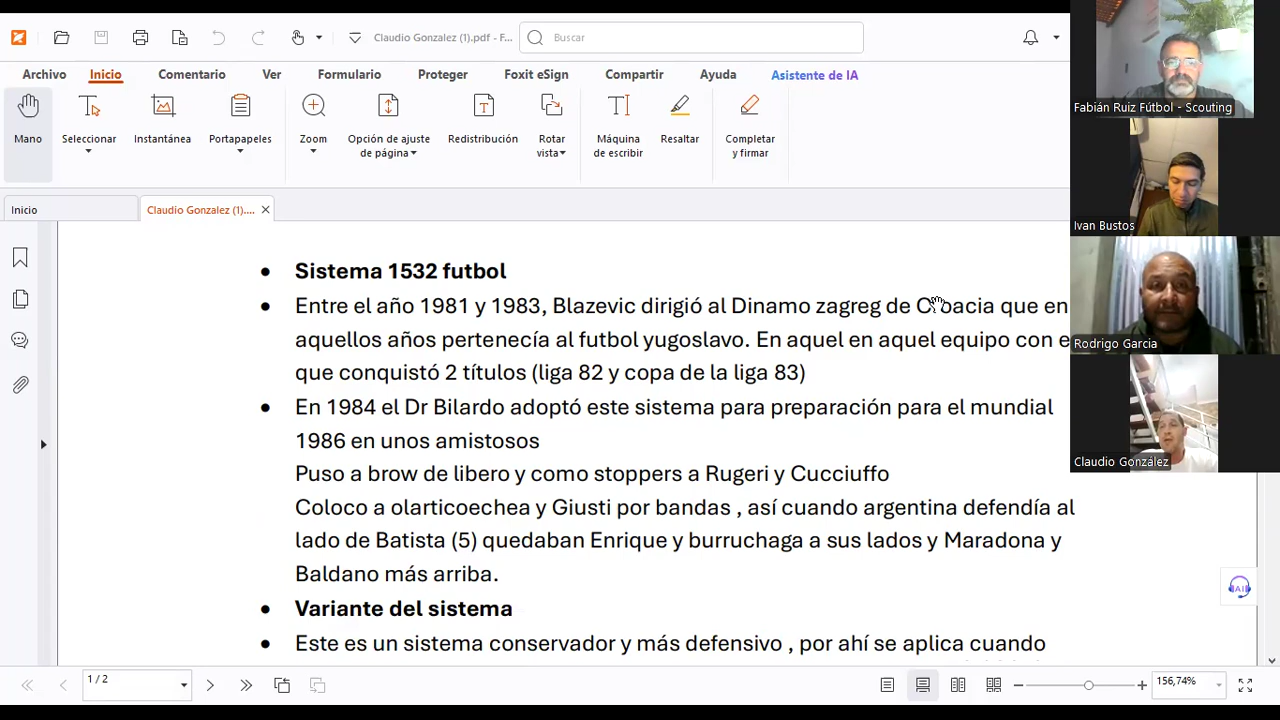 Claudio Gonzalez (1).pdf - F...
Buscar
Archivo Inicio Comentario Ver Formulario Proteger Foxit eSign Compartir Ayuda Asistente de IA
Mano Seleccionar Instantánea Portapapeles Zoom Opción de ajuste de página Redistribución Rotar vista Máquina de escribir Resaltar Completar y firmar
Inicio
Claudio Gonzalez (1)....
Sistema 1532 futbol
Entre el año 1981 y 1983, Blazevic dirigió al Dinamo zagreg de Croacia que en
aquellos años pertenecía al futbol yugoslavo. En aquel en aquel equipo con e
que conquistó 2 títulos (liga 82 y copa de la liga 83)
En 1984 el Dr Bilardo adoptó este sistema para preparación para el mundial
1986 en unos amistosos
Puso a brow de libero y como stoppers a Rugeri y Cucciuffo
Coloco a olarticoechea y Giusti por bandas , así cuando argentina defendía al
lado de Batista (5) quedaban Enrique y burruchaga a sus lados y Maradona y
Baldano más arriba.
Variante del sistema
Este es un sistema conservador y más defensivo , por ahí se aplica cuando
AI
1 / 2
156,74%
Fabián Ruiz Fútbol - Scouting
Ivan Bustos
Rodrigo Garcia
Claudio González